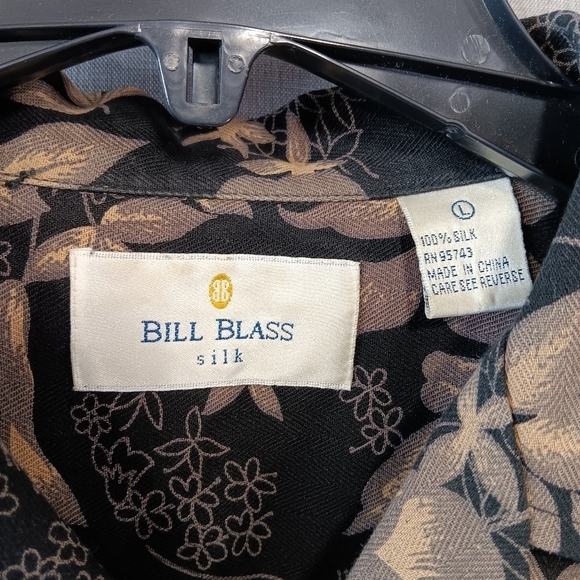 BB
BILL BLASS
silk
L
100% SILK
RN 95743
MADE IN CHINA
CARE SEE REVERSE